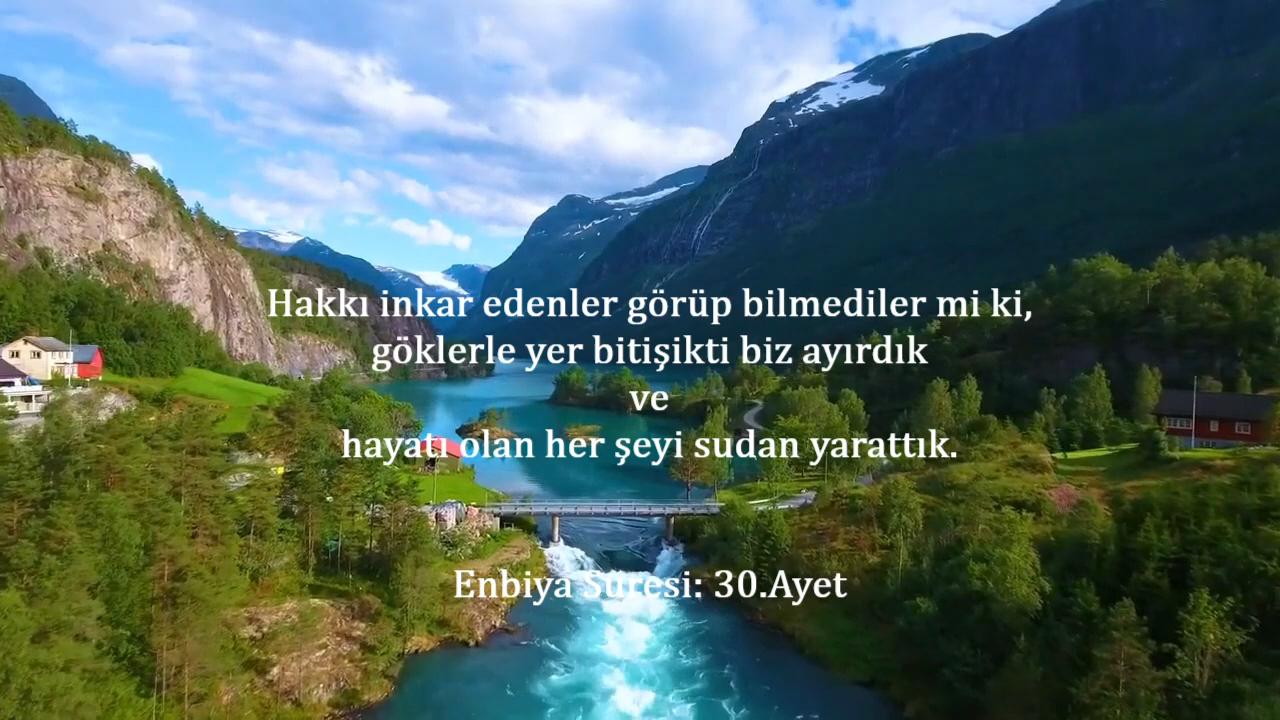 Hakkı inkar edenler görüp bilmediler mi ki,
göklerle yer bitişikti biz ayırdık
ve
hayatı olan her şeyi sudan yarattık.
Enbiya Suresi: 30.Ayet